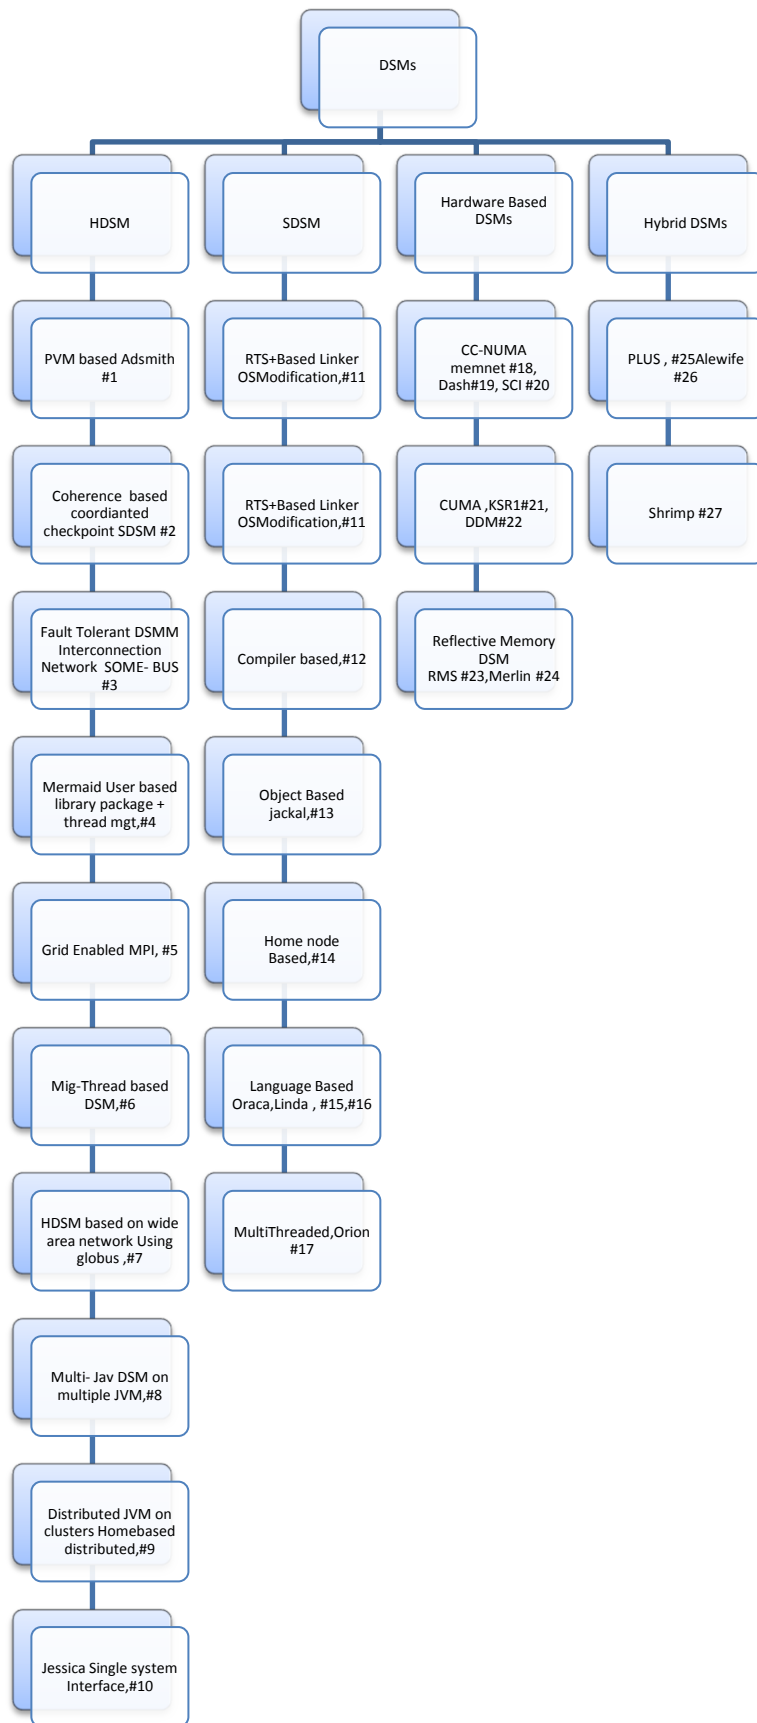 DSMs
HDSM
SDSM
Hardware Based
DSMs
Hybrid DSMs
PVM based Adsmith
#1
RTS+Based Linker
OSModification,#11
CC-NUMA
memnet #18,
Dash#19, SCI #20
PLUS , #25Alewife
#26
Coherence based
coordianted
checkpoint SDSM #2
RTS+Based Linker
OSModification,#11
CUMA ,KSR1#21,
DDM#22
Shrimp #27
Fault Tolerant DSMM
Interconnection
Network SOME- BUS
#3
Compiler based,#12
Reflective Memory
DSM
RMS #23,Merlin #24
Mermaid User based
library package +
thread mgt,#4
Object Based
jackal,#13
Grid Enabled MPI, #5
Home node
Based,#14
Mig-Thread based
DSM,#6
Language Based
Oraca,Linda , #15,#16
HDSM based on wide
area network Using
globus ,#7
MultiThreaded,Orion
#17
Multi- Jav DSM on
multiple JVM,#8
Distributed JVM on
clusters Homebased
distributed,#9
Jessica Single system
Interface,#10